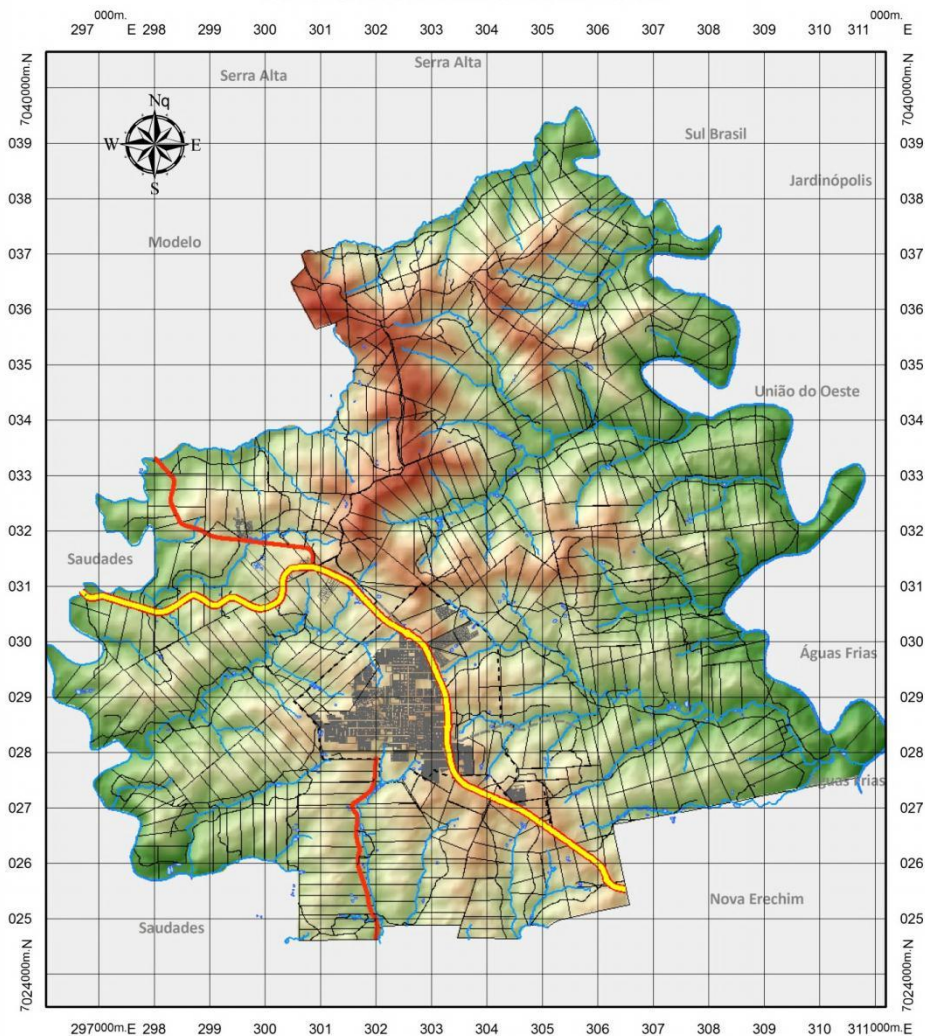 000m. 000m.
297 E 298 299 300 301 302 303 304 305 306 307 308 309 310 311 E
7040000m.N 7040000m.N
Serra Alta
Serra Alta
Nq
W E
S
039 Sul Brasil 039
Jardinópolis
038 038
Modelo
037 037
036 036
035 035
União do Oeste
034 034
033 033
032 032
Saudades
031 031
030 030
Águas Frias
029 029
028 028
Águas Frias
027 027
026 026
Nova Erechim
025 Saudades 025
7024000m.N 7024000m.N
297000m. E 298 299 300 301 302 303 304 305 306 307 308 309 310 311000m. E